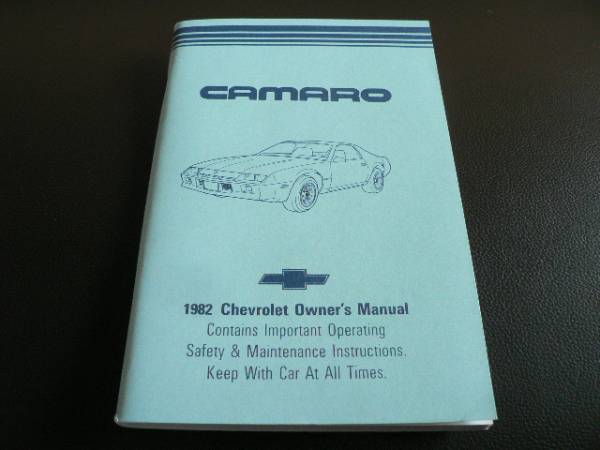 CAMARO
1982 Chevrolet Owner's Manual
Contains Important Operating
Safety & Maintenance Instructions.
Keep With Car At All Times.